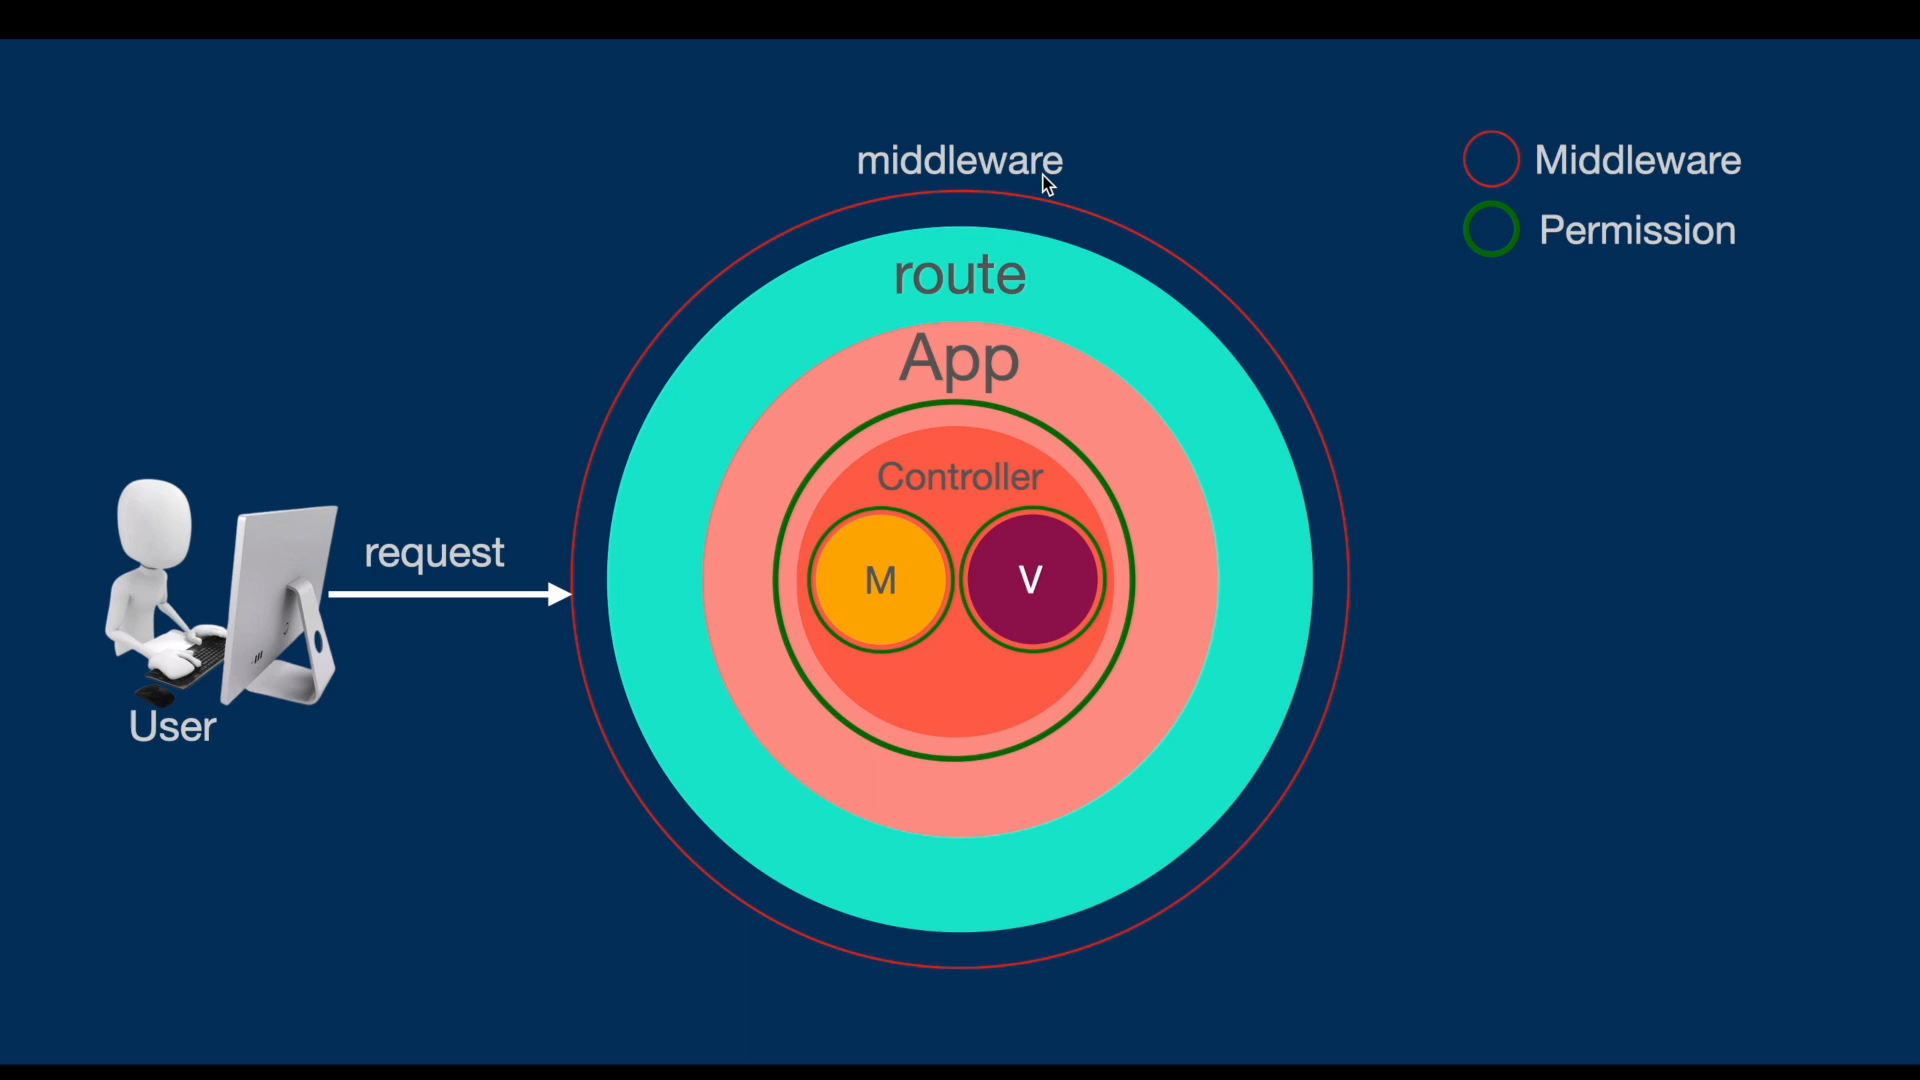 middleware
Middleware
Permission
route
App
Controller
M
V
request
User